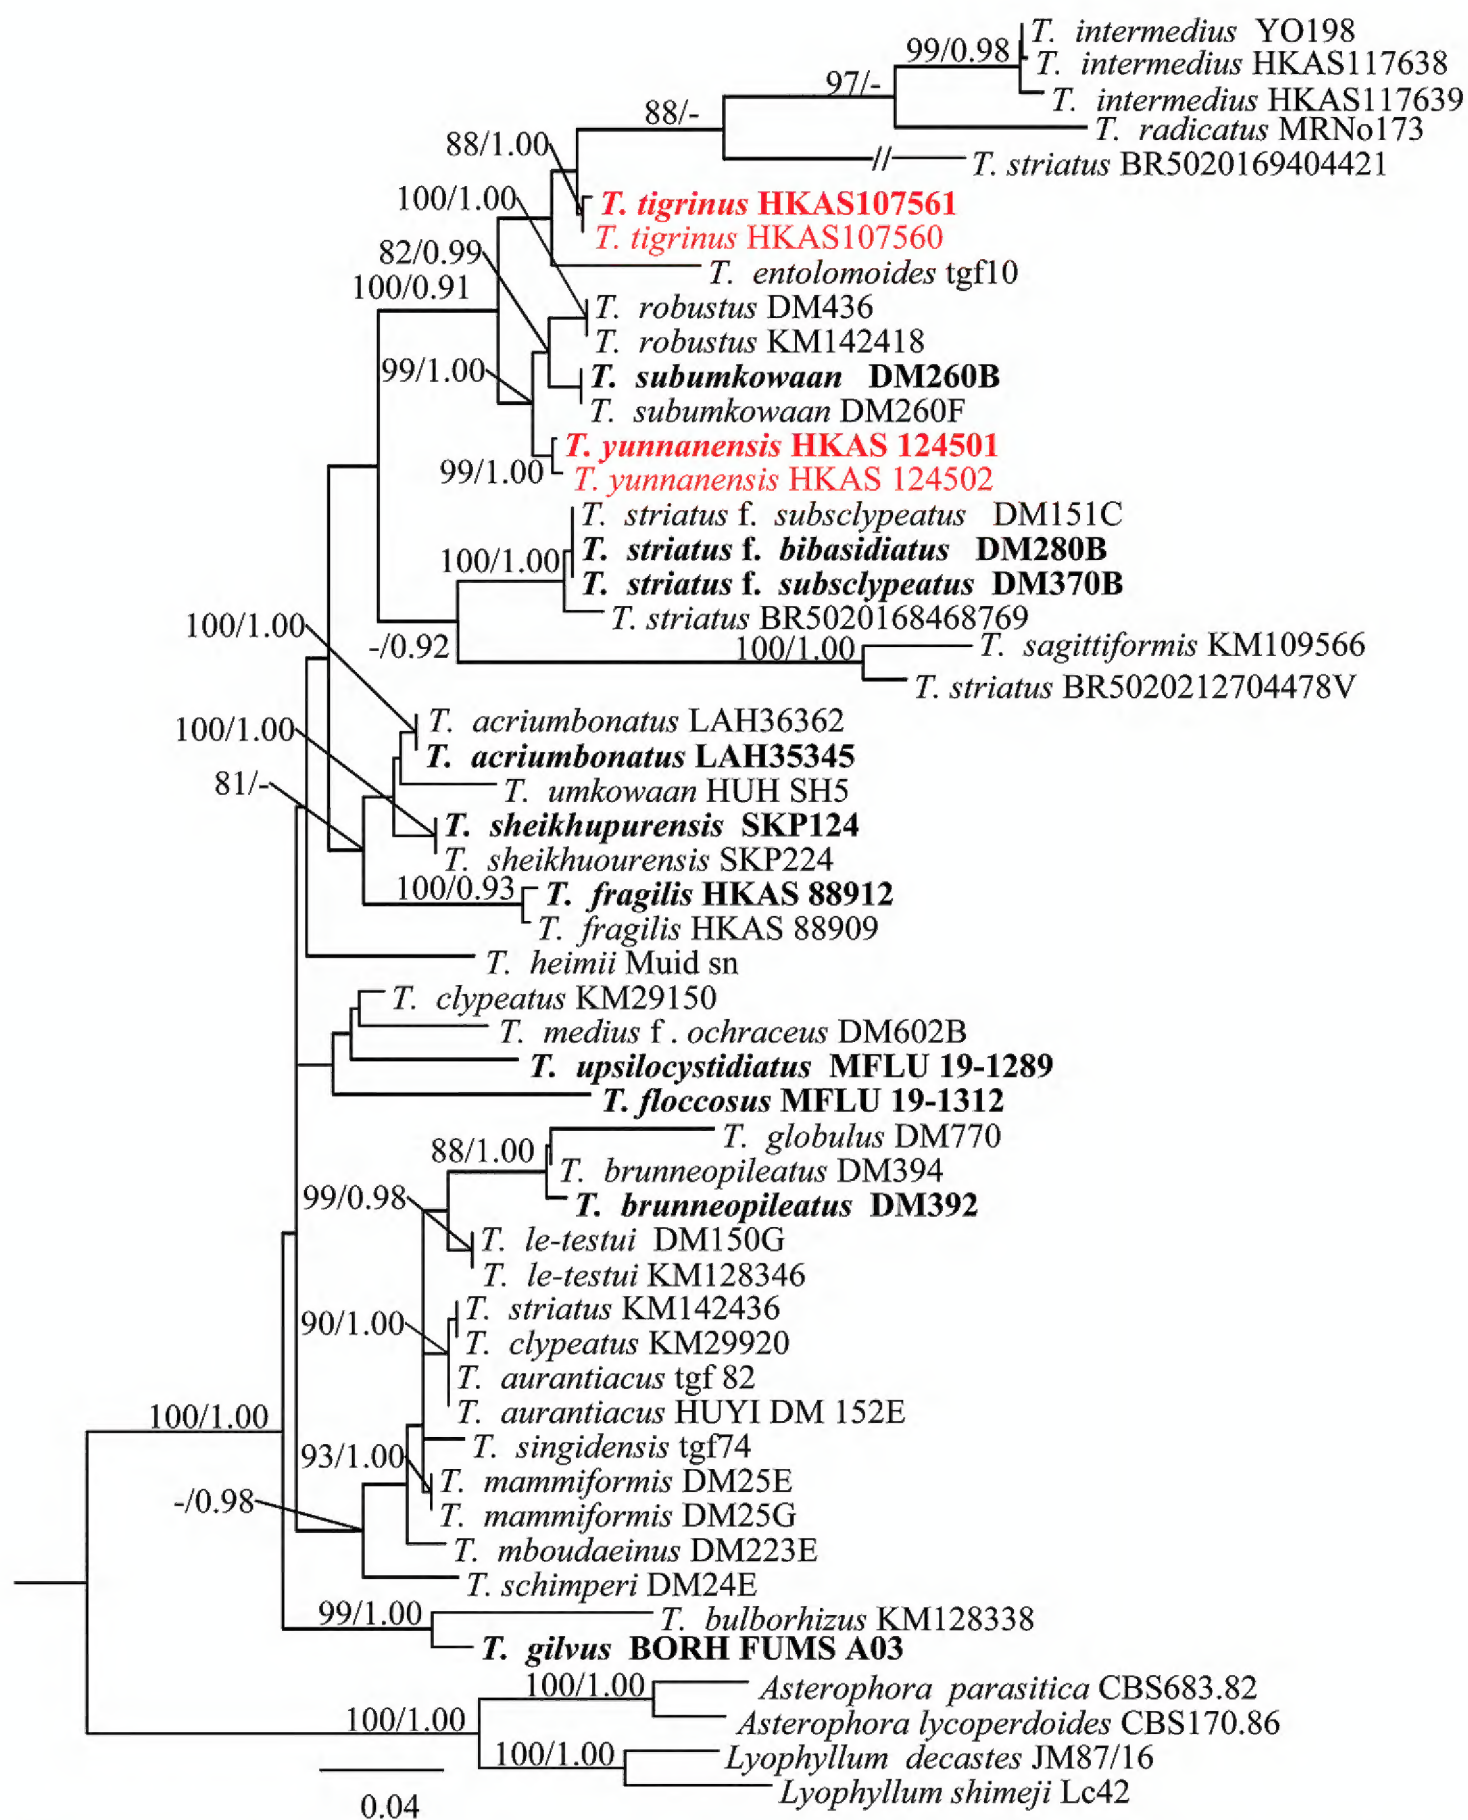 T. intermedius YO198
99/0.98
T. intermedius HKAS117638
97/-
T. intermedius HKAS117639
88/-
T. radicatus MRNo173
88/1.00
// T. striatus BR5020169404421
100/1.00
T. tigrinus HKAS107561
T. tigrinus HKAS107560
82/0.99
T. entolomoides tgf10
100/0.91
T. robustus DM436
T. robustus KM142418
99/1.00
T. subumkowaan DM260B
T. subumkowaan DM260F
T. yunnanensis HKAS 124501
99/1.00
T. yunnanensis HKAS 124502
T. striatus f. subsclypeatus DM151C
100/1.00
T. striatus f. bibasidiatus DM280B
T. striatus f. subsclypeatus DM370B
T. striatus BR5020168468769
100/1.00
-/0.92
100/1.00
T. sagittiformis KM109566
T. striatus BR5020212704478V
100/1.00
T. acriumbonatus LAH36362
T. acriumbonatus LAH35345
81/-
T. umkowaan HUH SH5
T. sheikhupurensis SKP124
T. sheikhuourensis SKP224
100/0.93
T. fragilis HKAS 88912
T. fragilis HKAS 88909
T. heimii Muid sn
T. clypeatus KM29150
T. medius f . ochraceus DM602B
T. upsilocystidiatus MFLU 19-1289
T. floccosus MFLU 19-1312
T. globulus DM770
88/1.00
T. brunneopileatus DM394
99/0.98
T. brunneopileatus DM392
T. le-testui DM150G
T. le-testui KM128346
T. striatus KM142436
90/1.00
T. clypeatus KM29920
T. aurantiacus tgf 82
T. aurantiacus HUYI DM 152E
100/1.00
T. singidensis tgf74
93/1.00
T. mammiformis DM25E
-/0.98
T. mammiformis DM25G
T. mboudaeinus DM223E
T. schimperi DM24E
99/1.00
T. bulborhizus KM128338
T. gilvus BORH FUMS A03
100/1.00
Asterophora parasitica CBS683.82
100/1.00
Asterophora lycoperdoides CBS170.86
100/1.00
Lyophyllum decastes JM87/16
Lyophyllum shimeji Lc42
0.04